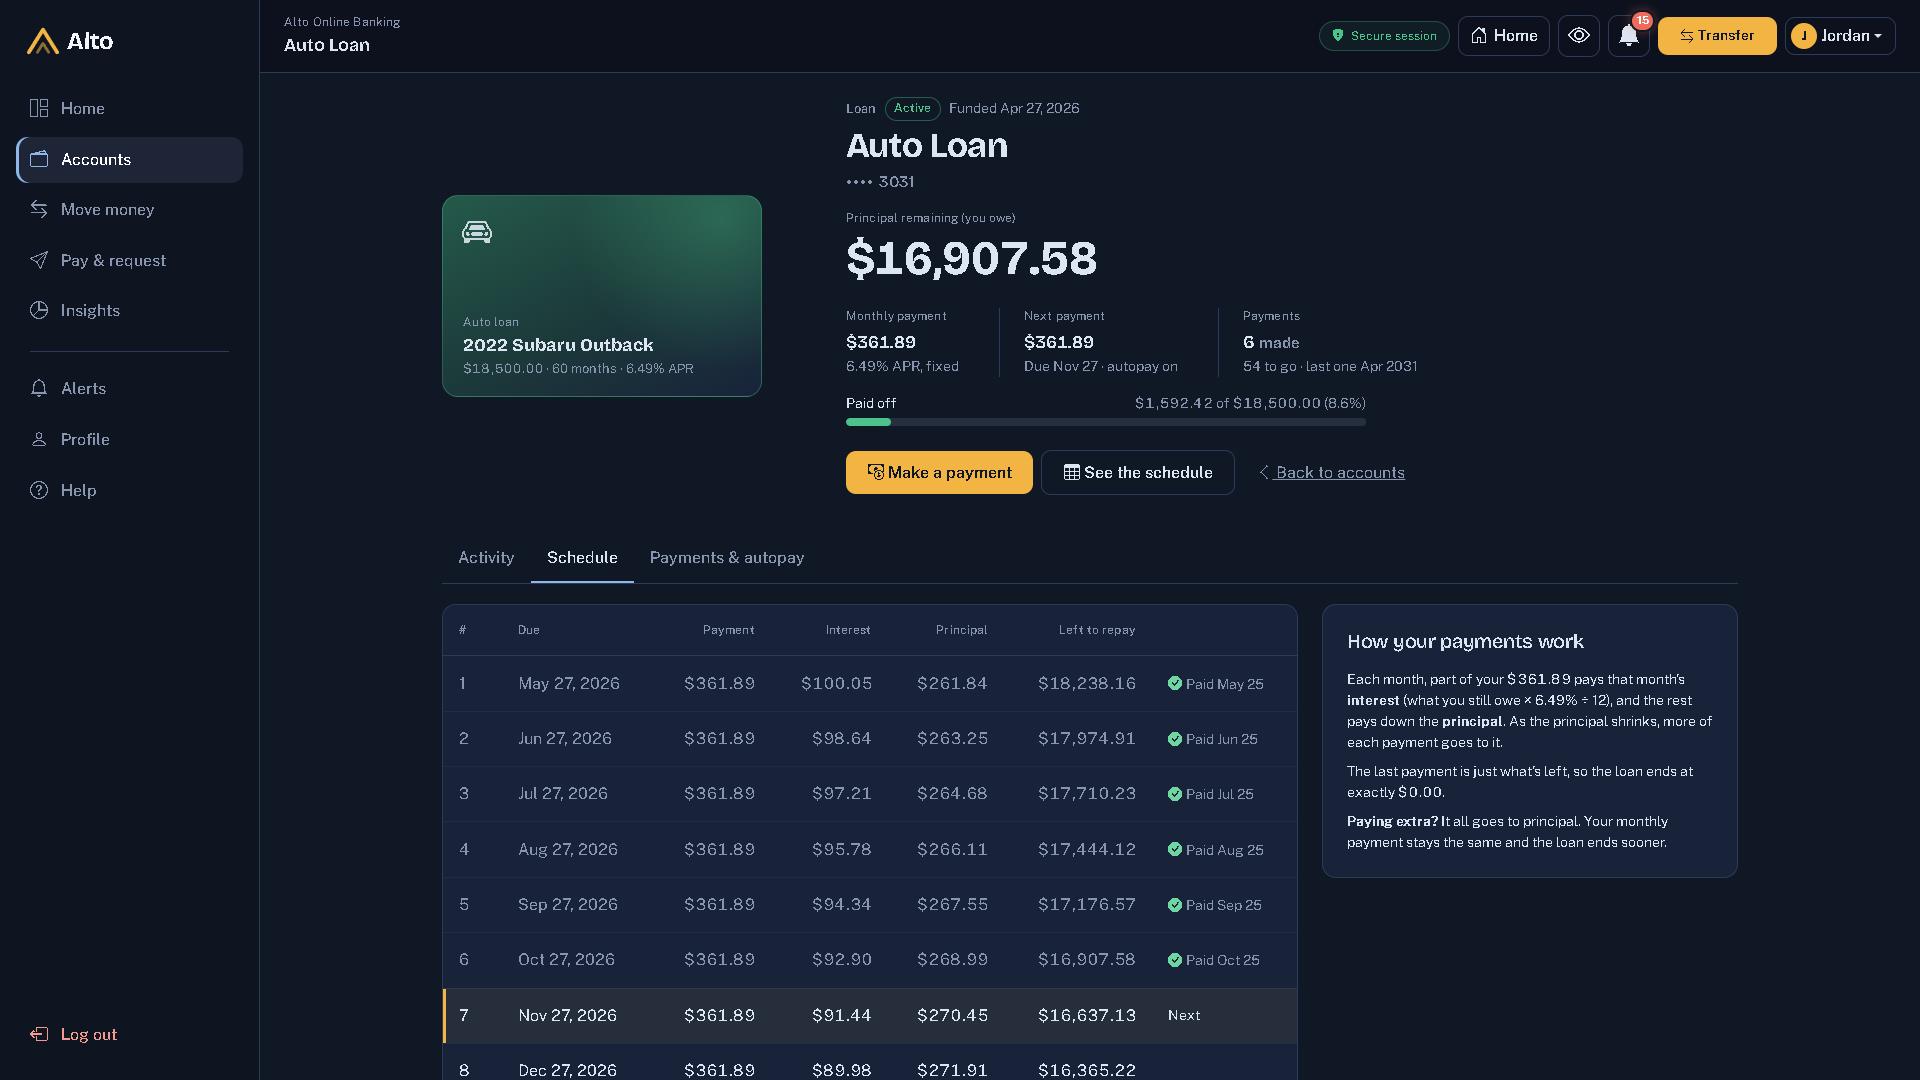 Alto
Home
Accounts
Move money
Pay & request
Insights
Alerts
Profile
Help
Log out
Alto Online Banking
Auto Loan
Secure session
Home
15
Transfer
J
Jordan
Loan
Active
Funded Apr 27, 2026
Auto Loan
•••• 3031
Principal remaining (you owe)
$16,907.58
Auto loan
2022 Subaru Outback
$18,500.00 · 60 months · 6.49% APR
Monthly payment
$361.89
6.49% APR, fixed
Next payment
$361.89
Due Nov 27 · autopay on
Payments
6 made
54 to go · last one Apr 2031
Paid off
$1,592.42 of $18,500.00 (8.6%)
Make a payment
See the schedule
Back to accounts
Activity
Schedule
Payments & autopay
# Due Payment Interest Principal Left to repay
1 May 27, 2026 $361.89 $100.05 $261.84 $18,238.16 Paid May 25
2 Jun 27, 2026 $361.89 $98.64 $263.25 $17,974.91 Paid Jun 25
3 Jul 27, 2026 $361.89 $97.21 $264.68 $17,710.23 Paid Jul 25
4 Aug 27, 2026 $361.89 $95.78 $266.11 $17,444.12 Paid Aug 25
5 Sep 27, 2026 $361.89 $94.34 $267.55 $17,176.57 Paid Sep 25
6 Oct 27, 2026 $361.89 $92.90 $268.99 $16,907.58 Paid Oct 25
7 Nov 27, 2026 $361.89 $91.44 $270.45 $16,637.13 Next
8 Dec 27, 2026 $361.89 $89.98 $271.91 $16,365.22
How your payments work
Each month, part of your $361.89 pays that month's
interest (what you still owe × 6.49% ÷ 12), and the rest
pays down the principal. As the principal shrinks, more of
each payment goes to it.
The last payment is just what's left, so the loan ends at
exactly $0.00.
Paying extra? It all goes to principal. Your monthly
payment stays the same and the loan ends sooner.